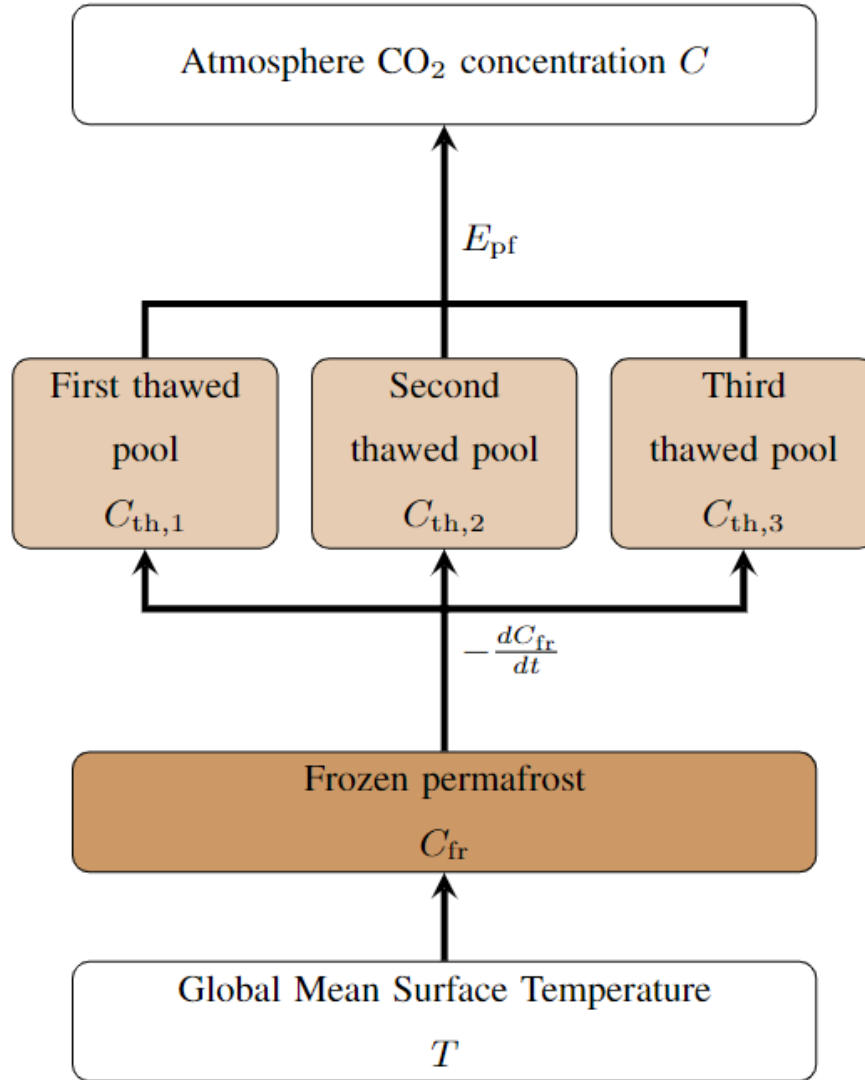 Atmosphere CO₂ concentration C
E_pf
First thawed
pool
C_th,1
Second
thawed pool
C_th,2
Third
thawed pool
C_th,3
−dC_fr/dt
Frozen permafrost
C_fr
Global Mean Surface Temperature
T